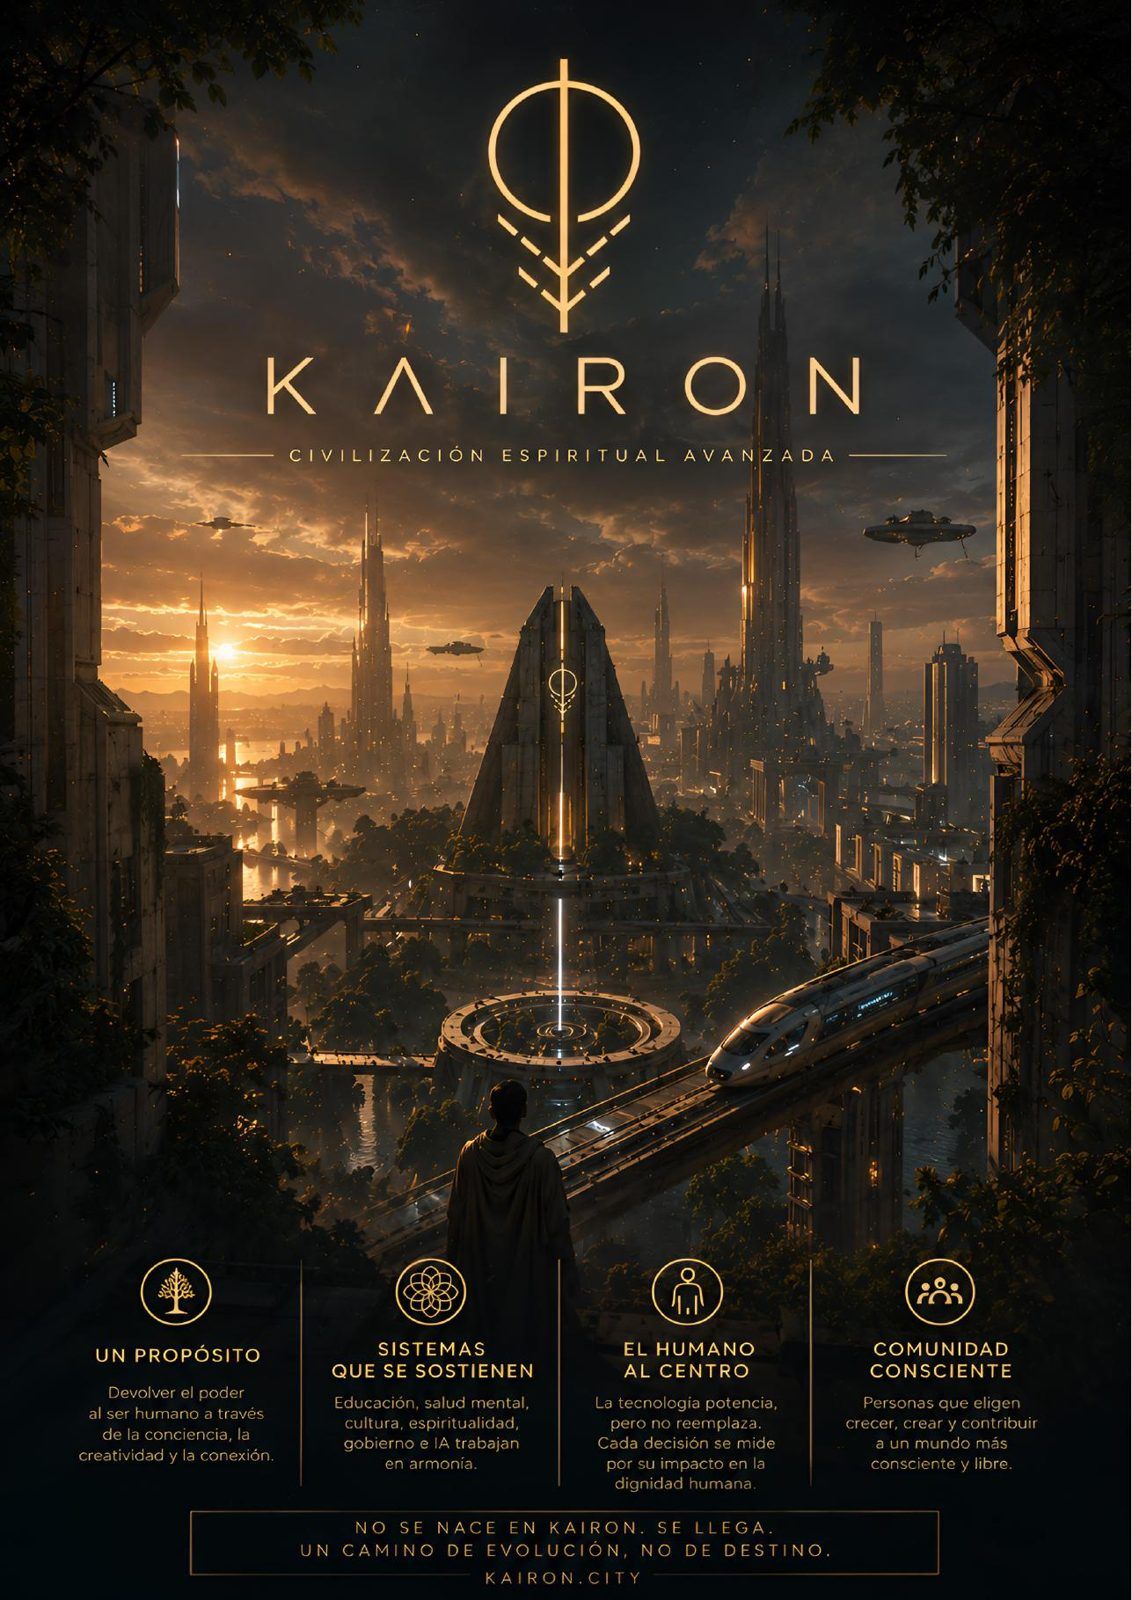 KAIRON
CIVILIZACIÓN ESPIRITUAL AVANZADA
UN PROPÓSITO
Devolver el poder
al ser humano a través
de la conciencia, la
creatividad y la conexión.
SISTEMAS
QUE SE SOSTIENEN
Educación, salud mental,
cultura, espiritualidad,
gobierno e IA trabajan
en armonía.
EL HUMANO
AL CENTRO
La tecnología potencia,
pero no reemplaza.
Cada decisión se mide
por su impacto en la
dignidad humana.
COMUNIDAD
CONSCIENTE
Personas que eligen
crecer, crear y contribuir
a un mundo más
consciente y libre.
NO SE NACE EN KAIRON. SE LLEGA.
UN CAMINO DE EVOLUCIÓN, NO DE DESTINO.
KAIRON.CITY